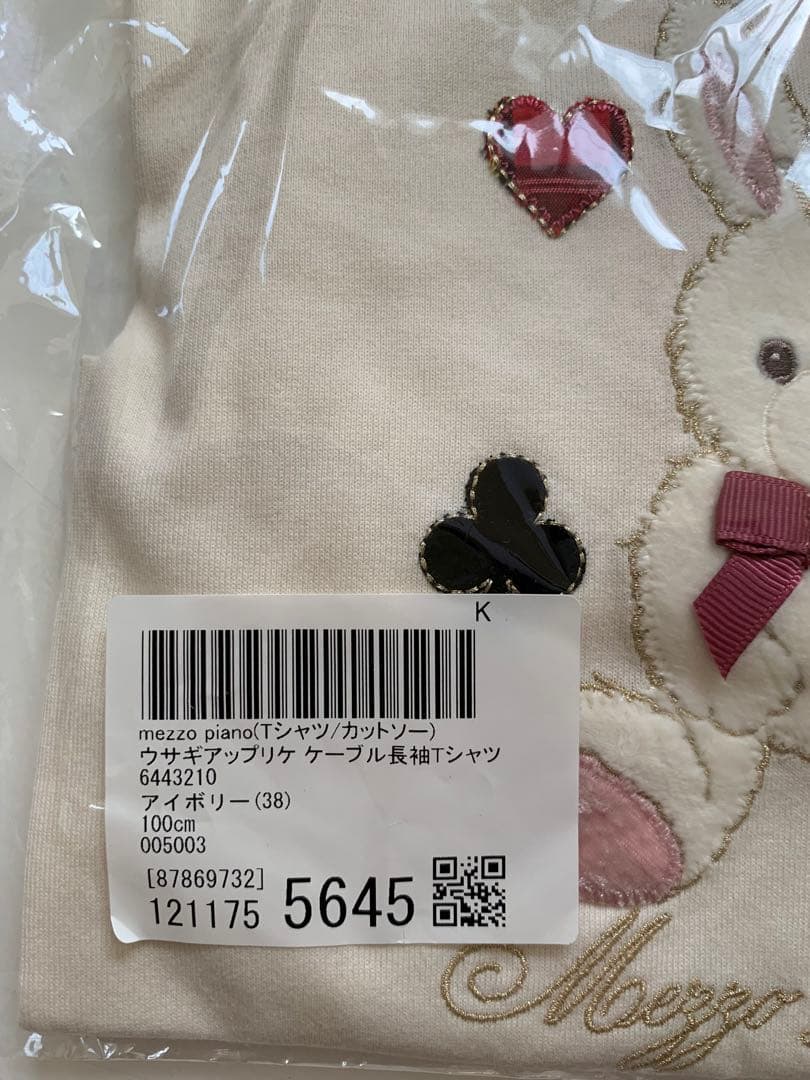 K
mezzo piano(Tシャツ/カットソー)
ウサギアップリケ ケーブル長袖Tシャツ
6443210
アイボリー(38)
100cm
005003
[87869732]
121175 5645
Mezzo